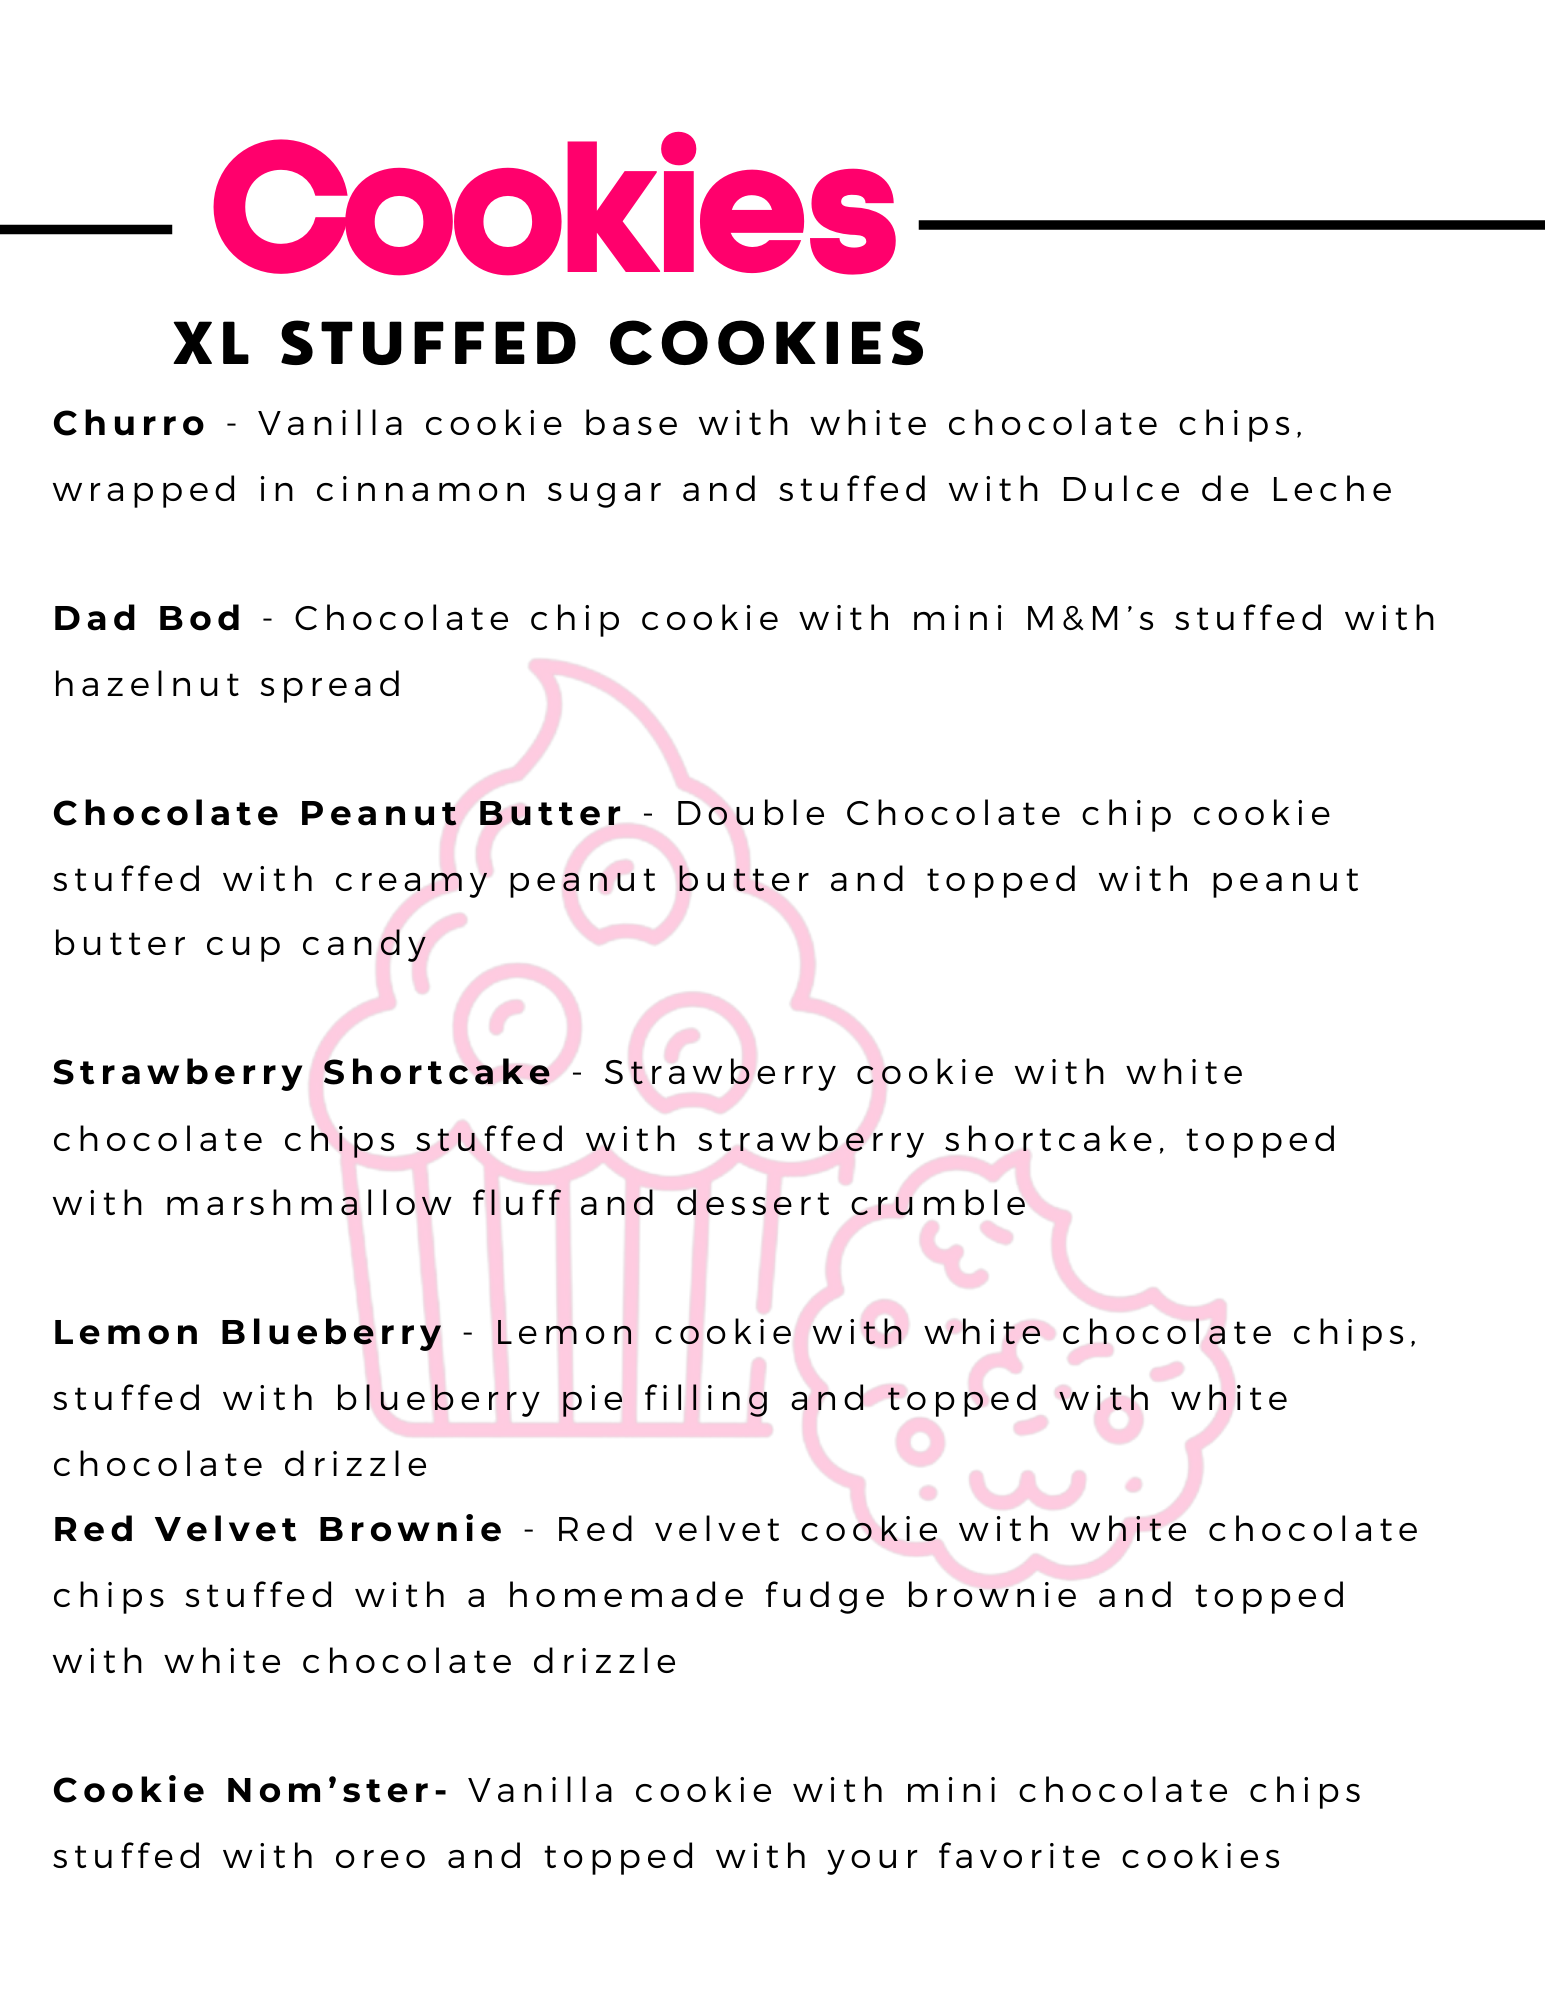 Cookies
XL STUFFED COOKIES
Churro - Vanilla cookie base with white chocolate chips,
wrapped in cinnamon sugar and stuffed with Dulce de Leche
Dad Bod - Chocolate chip cookie with mini M&M’s stuffed with
hazelnut spread
Chocolate Peanut Butter - Double Chocolate chip cookie
stuffed with creamy peanut butter and topped with peanut
butter cup candy
Strawberry Shortcake - Strawberry cookie with white
chocolate chips stuffed with strawberry shortcake, topped
with marshmallow fluff and dessert crumble
Lemon Blueberry - Lemon cookie with white chocolate chips,
stuffed with blueberry pie filling and topped with white
chocolate drizzle
Red Velvet Brownie - Red velvet cookie with white chocolate
chips stuffed with a homemade fudge brownie and topped
with white chocolate drizzle
Cookie Nom’ster- Vanilla cookie with mini chocolate chips
stuffed with oreo and topped with your favorite cookies